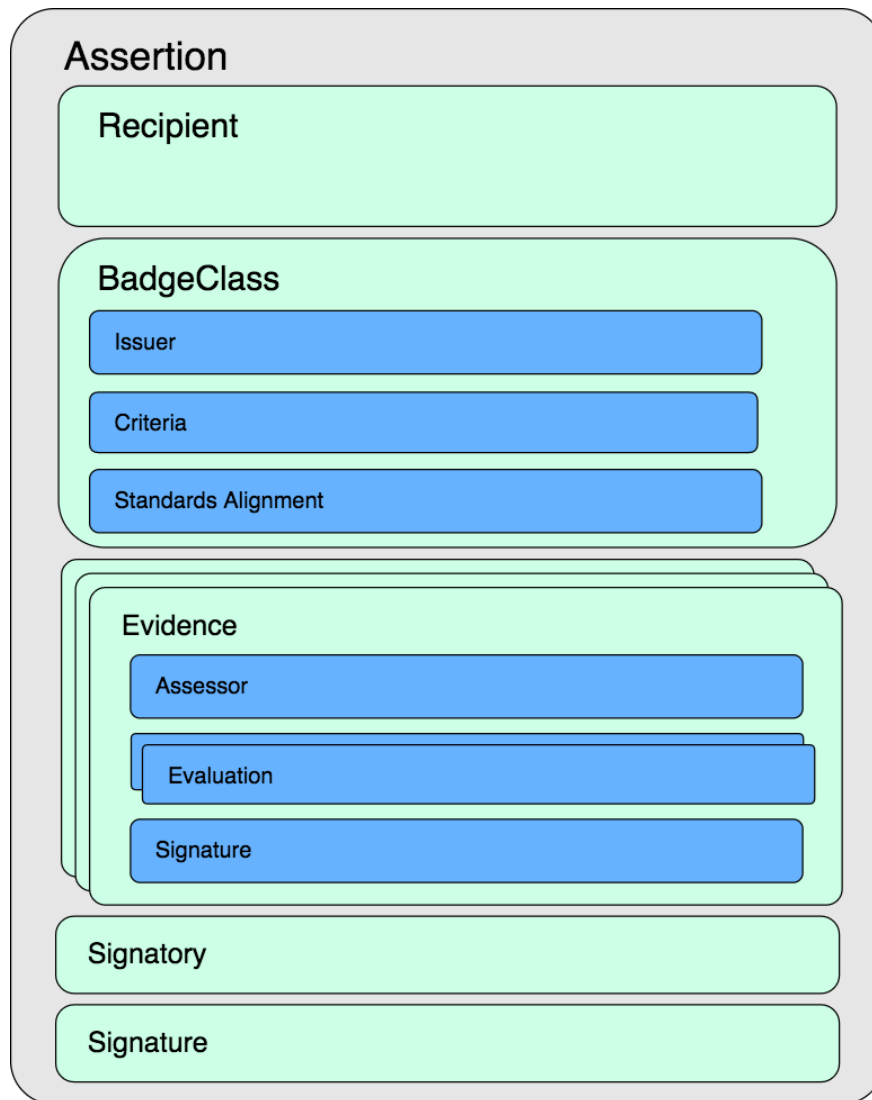 Assertion
Recipient
BadgeClass
Issuer
Criteria
Standards Alignment
Evidence
Assessor
Evaluation
Signature
Signatory
Signature